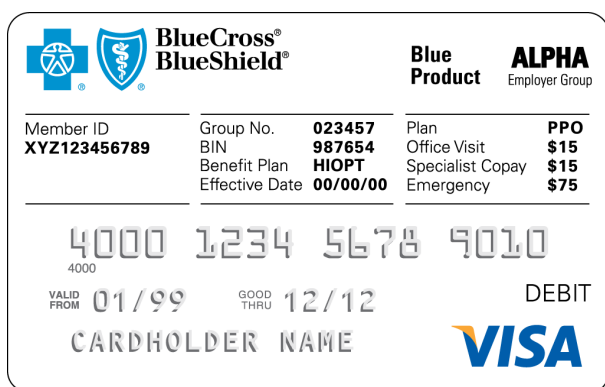 BlueCross®
BlueShield®
Blue
Product
ALPHA
Employer Group
® ®
Member ID
XYZ123456789
Group No. 023457
BIN 987654
Benefit Plan HIOPT
Effective Date 00/00/00
Plan PPO
Office Visit $15
Specialist Copay $15
Emergency $75
4000 1234 5678 9010
4000
VALID FROM 01/99 GOOD THRU 12/12
DEBIT
CARDHOLDER NAME
VISA